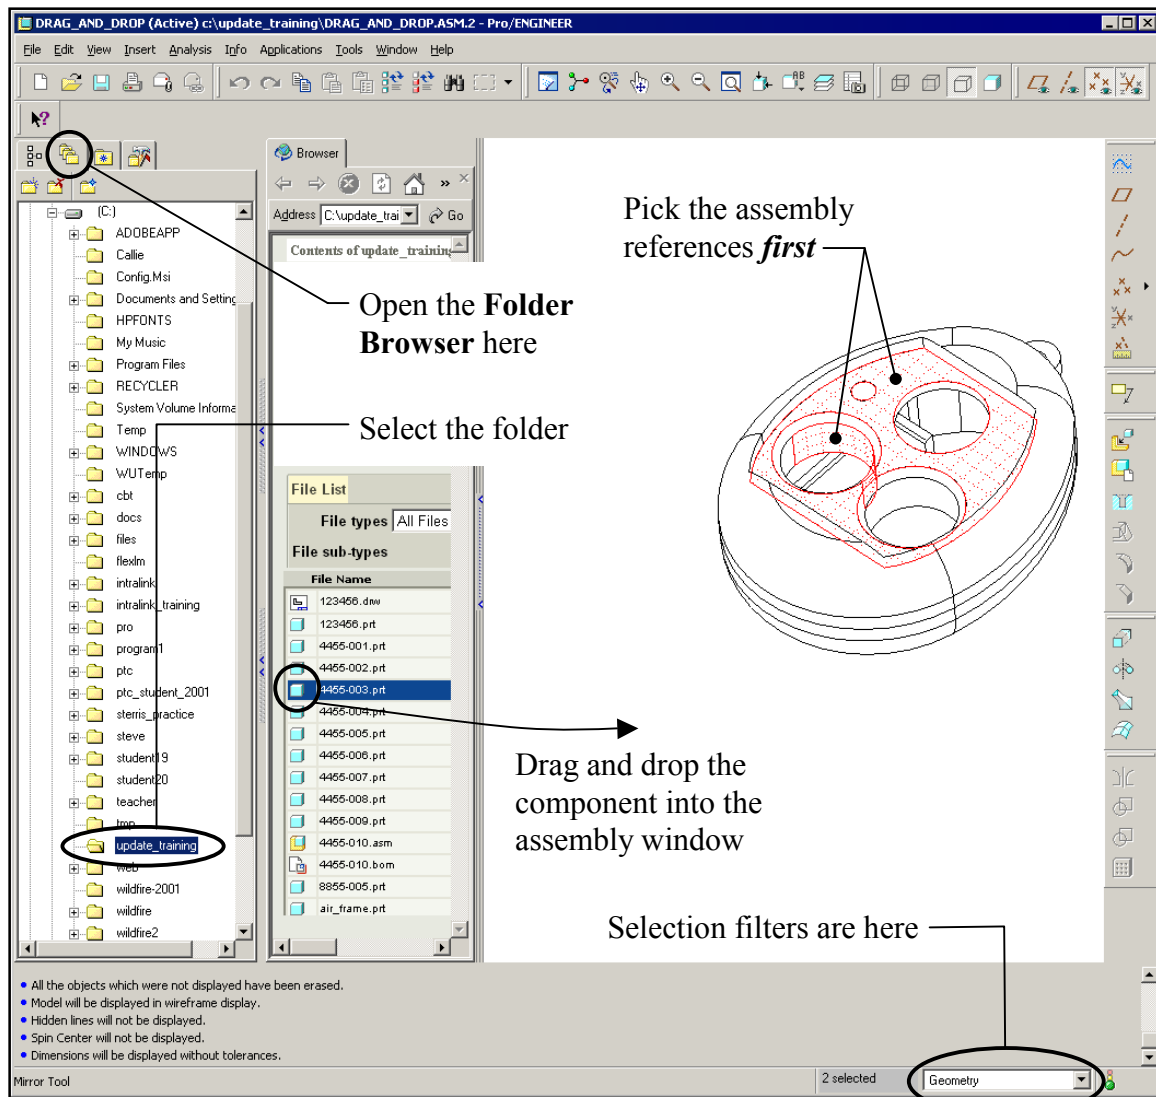 DRAG_AND_DROP (Active) c:\update_training\DRAG_AND_DROP.ASM.2 - Pro/ENGINEER
File Edit View Insert Analysis Info Applications Tools Window Help
Browser
Address C:\update_trai Go
Contents of update_training
(C:)
ADOBEAPP
Callie
Config.Msi
Documents and Setting
HPFONTS
My Music
Program Files
RECYCLER
System Volume Informa
Temp
WINDOWS
WUTemp
cbt
docs
files
flexlm
intralink
intralink_training
pro
program1
ptc
ptc_student_2001
sterris_practice
steve
student19
student20
teacher
tmp
update_training
web
wildfire-2001
wildfire
wildfire2
Open the Folder
Browser here
Select the folder
File List
File types All Files
File sub-types
File Name
123456.drw
123456.prt
4455-001.prt
4455-002.prt
4455-003.prt
4455-004.prt
4455-005.prt
4455-006.prt
4455-007.prt
4455-008.prt
4455-009.prt
4455-010.asm
4455-010.bom
8855-005.prt
air_frame.prt
Pick the assembly
references first
Drag and drop the
component into the
assembly window
Selection filters are here
All the objects which were not displayed have been erased.
Model will be displayed in wireframe display.
Hidden lines will not be displayed.
Spin Center will not be displayed.
Dimensions will be displayed without tolerances.
Mirror Tool
2 selected
Geometry